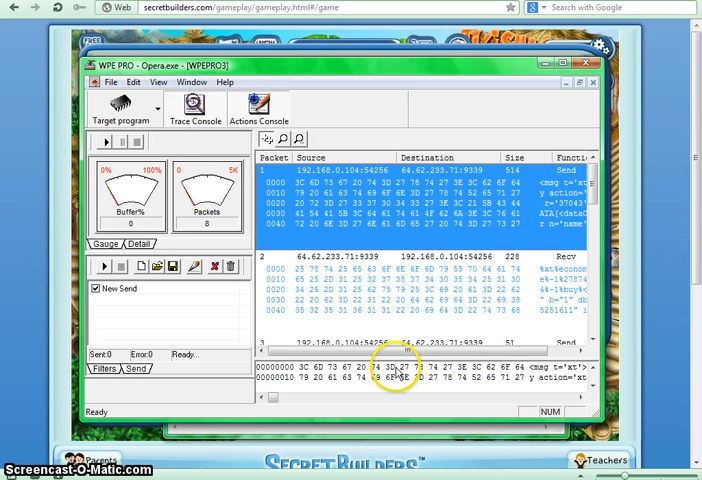 Web
secretbuilders.com/gameplay/gameplay.html#/game
Search with Google
FREE
WPE PRO - Opera.exe - [WPEPRO3]
File Edit View Window Help
Target program
Trace Console
Actions Console
0% 100%
0 5K
Buffer%
Packets
0
8
Gauge
Detail
New Send
Sent:0 Error:0 Ready...
Filters
Send
Packet Source Destination Size Functi
1 192.168.0.104:54256 64.62.233.71:9339 514 Send
0000 3C 6D 73 67 20 74 3D 27 78 74 27 3E 3C 62 6F 64 <msg t='xt'>
0010 79 20 61 63 74 69 6F 6E 3D 27 78 74 52 65 71 27 y action='x
0020 20 72 3D 27 33 37 30 34 33 27 3E 3C 21 5B 43 44 r='37043'
0030 41 54 41 5B 3C 64 61 74 61 4F 62 6A 3E 3C 76 61 ATA[<dataO
0040 72 20 6E 3D 27 6E 61 6D 65 27 20 74 3D 27 73 27 r n='name'
2 64.62.233.71:9339 192.168.0.104:54256 228 Recv
0000 25 78 74 25 65 63 6F 6E 6F 6D 79 55 70 64 61 74 %xt%econom
0010 65 25 2D 31 25 32 37 38 37 34 30 35 34 25 31 30 e%-1%27874
0020 34 25 2D 31 25 62 75 79 25 3C 69 20 61 3D 22 62 4%-1%buy%<
0030 22 20 62 3D 22 31 22 20 64 69 3D 22 69 38 " b="1" d
0040 35 32 35 31 36 31 31 22 20 69 3D 22 74 72 5251611" i
3 192.168.0.104:54256 64.62.233.71:9339 51 Send
00000000 3C 6D 73 67 20 74 3D 27 78 74 27 3E 3C 62 6F 64 <msg t='xt'>
00000010 79 20 61 63 74 69 6F 6E 3D 27 78 74 52 65 71 27 y action='xt
Ready
NUM
Parents
SECRETBUILDERS
Teachers
Screencast-O-Matic.com